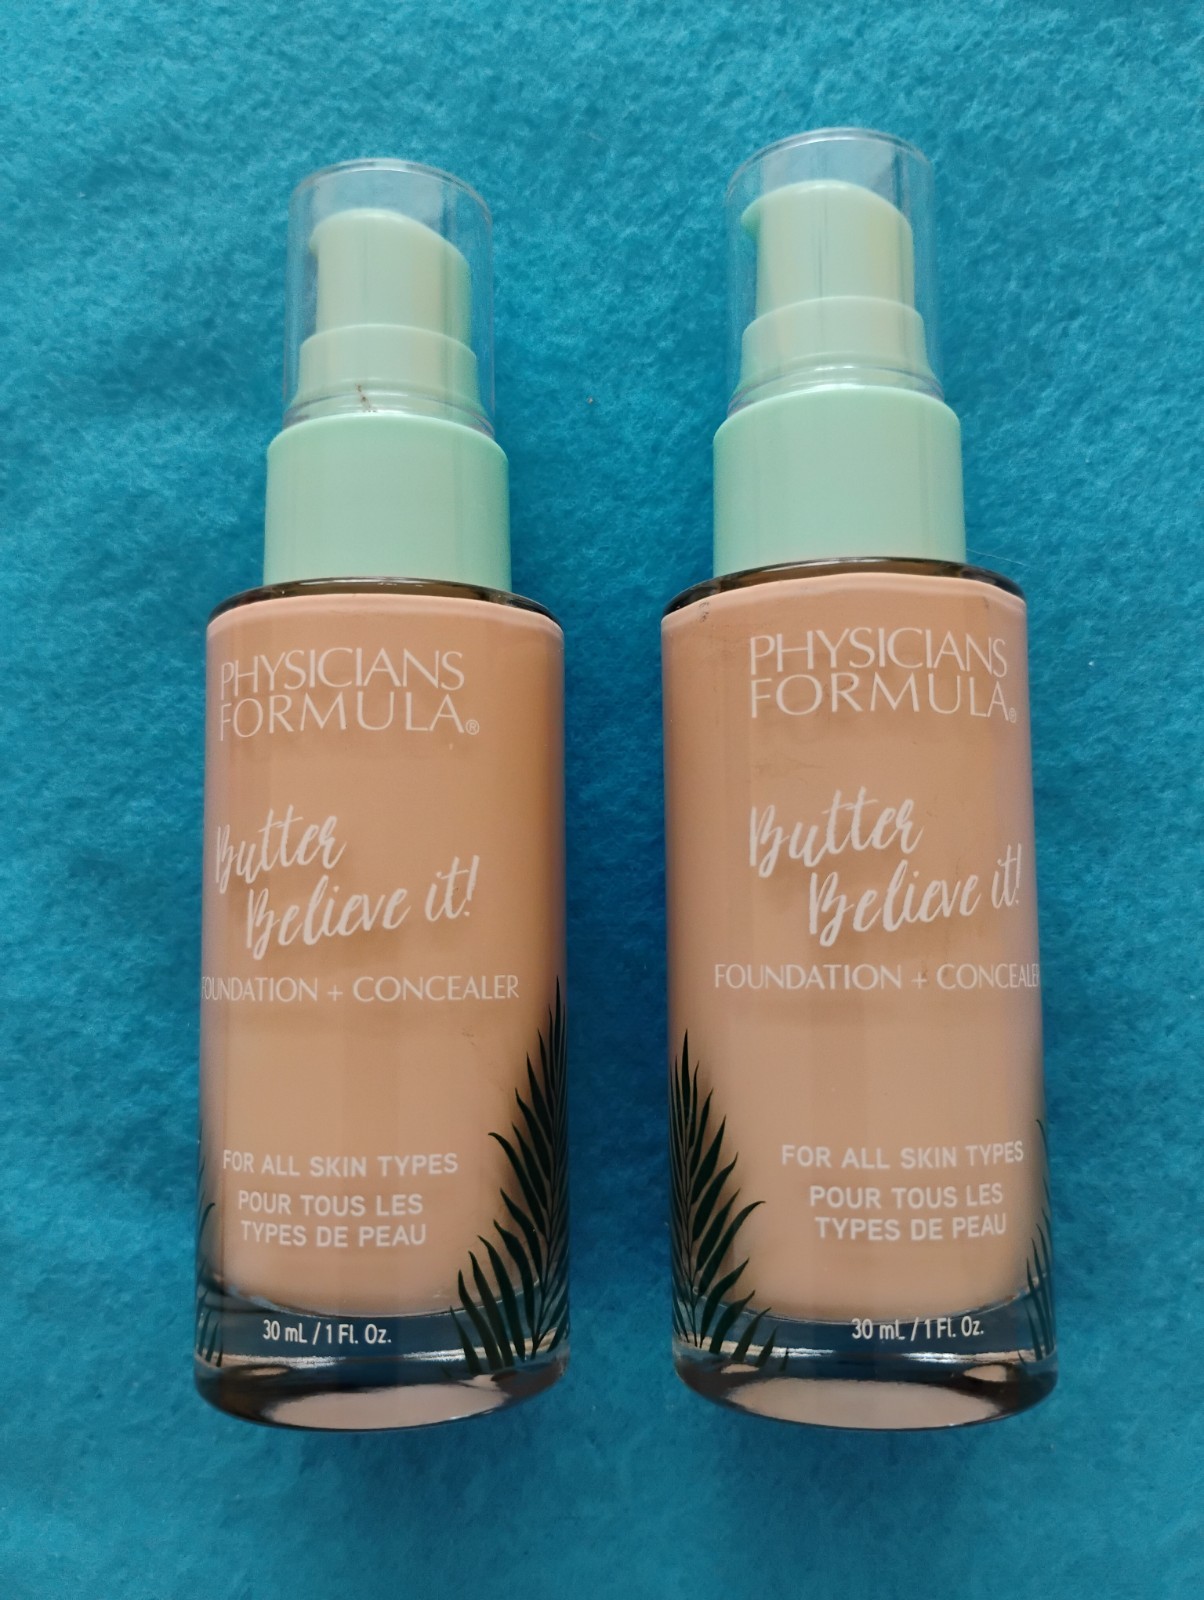 PHYSICIANS
FORMULA®
Butter
Believe it!
FOUNDATION + CONCEALER
FOR ALL SKIN TYPES
POUR TOUS LES
TYPES DE PEAU
30 mL / 1 Fl. Oz.
PHYSICIANS
FORMULA®
Butter
Believe it!
FOUNDATION + CONCEALER
FOR ALL SKIN TYPES
POUR TOUS LES
TYPES DE PEAU
30 mL / 1 Fl. Oz.